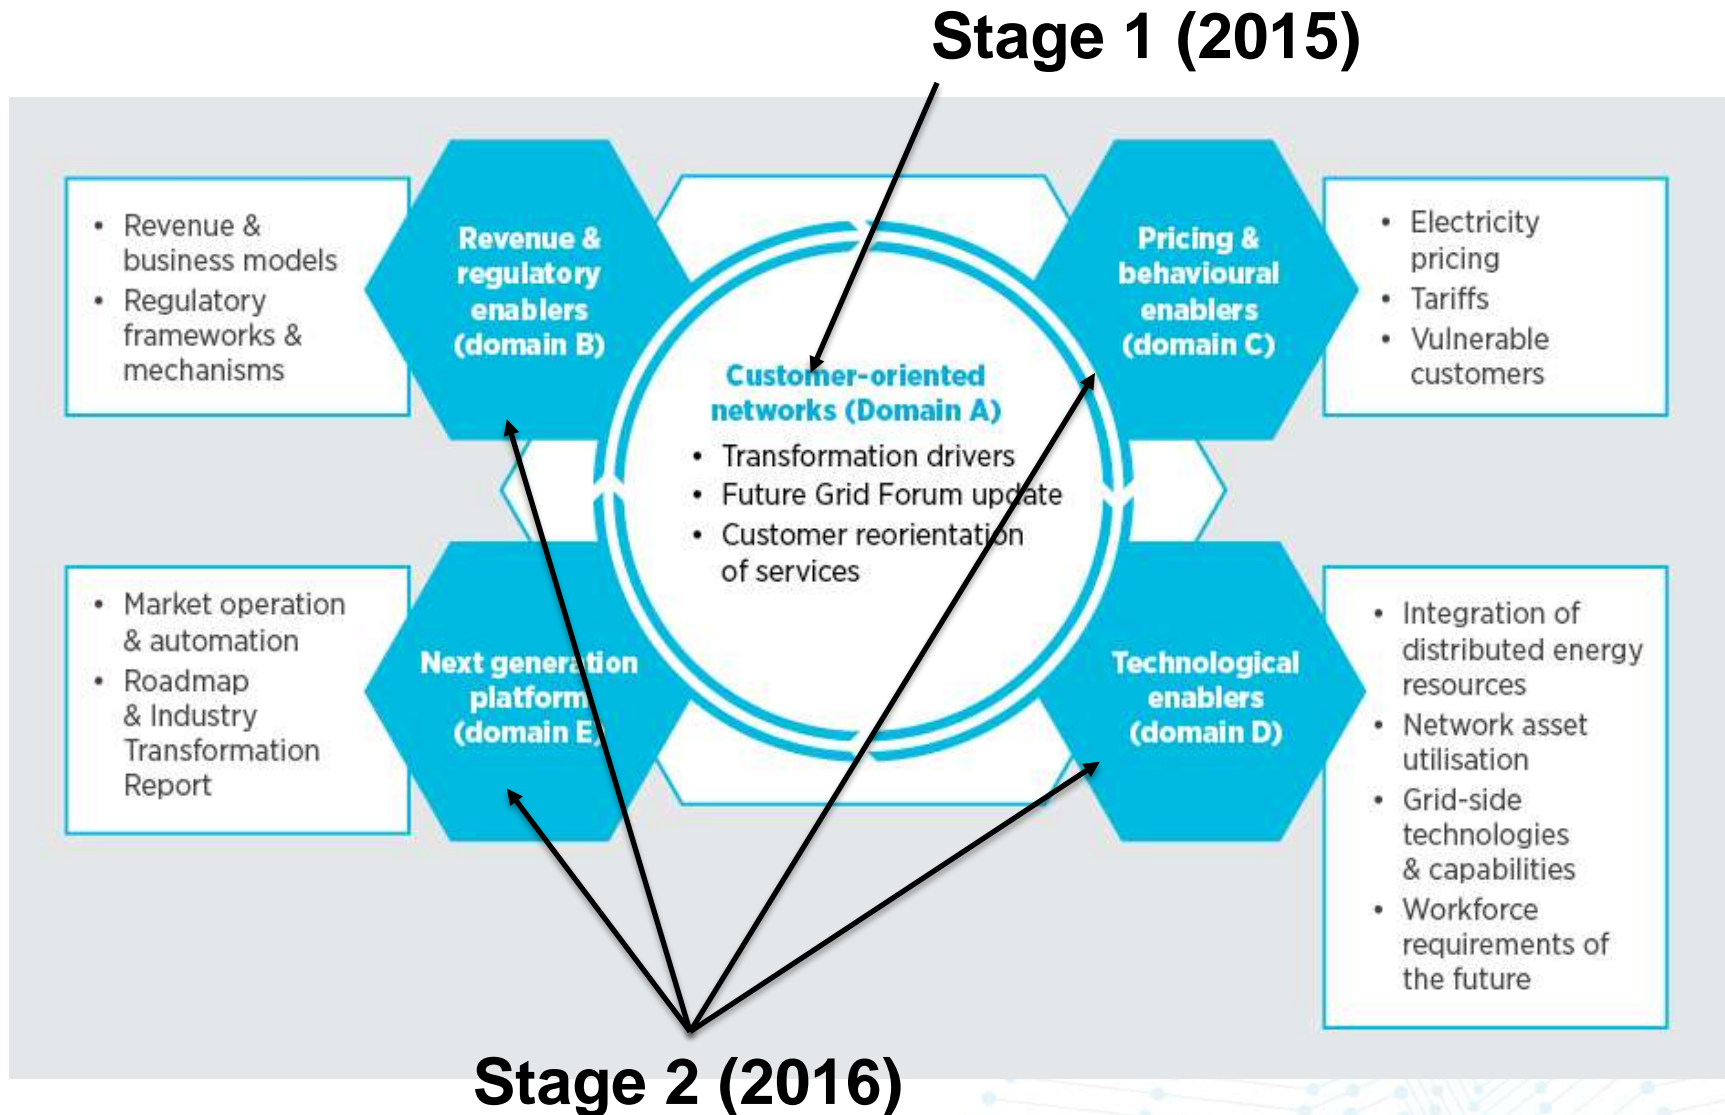 Stage 1 (2015)
• Revenue &
business models
• Regulatory
frameworks &
mechanisms
Revenue &
regulatory
enablers
(domain B)
Pricing &
behavioural
enablers
(domain C)
• Electricity
pricing
• Tariffs
• Vulnerable
customers
Customer-oriented
networks (Domain A)
• Transformation drivers
• Future Grid Forum update
• Customer reorientation
of services
• Market operation
& automation
• Roadmap
& Industry
Transformation
Report
Next generation
platform
(domain E)
Technological
enablers
(domain D)
• Integration of
distributed energy
resources
• Network asset
utilisation
• Grid-side
technologies
& capabilities
• Workforce
requirements of
the future
Stage 2 (2016)